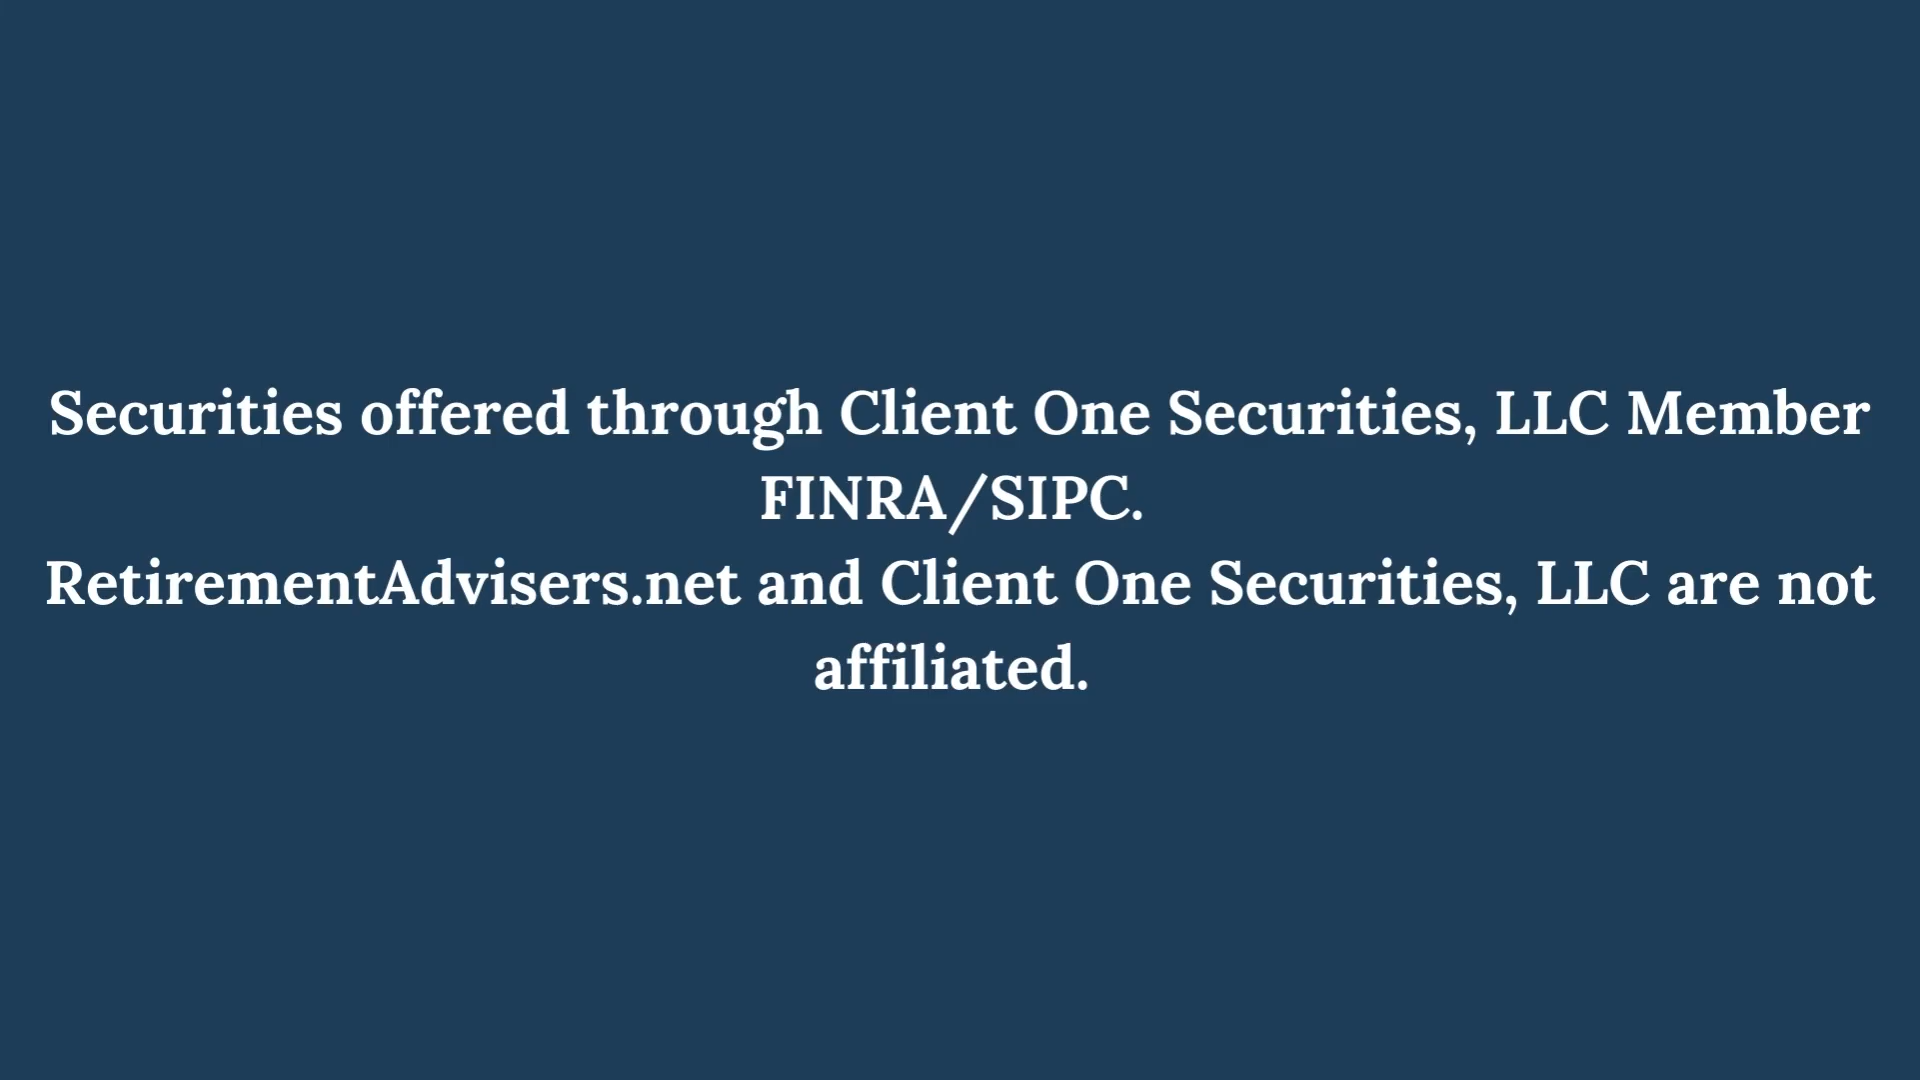 Securities offered through Client One Securities, LLC Member
FINRA/SIPC.
RetirementAdvisers.net and Client One Securities, LLC are not
affiliated.